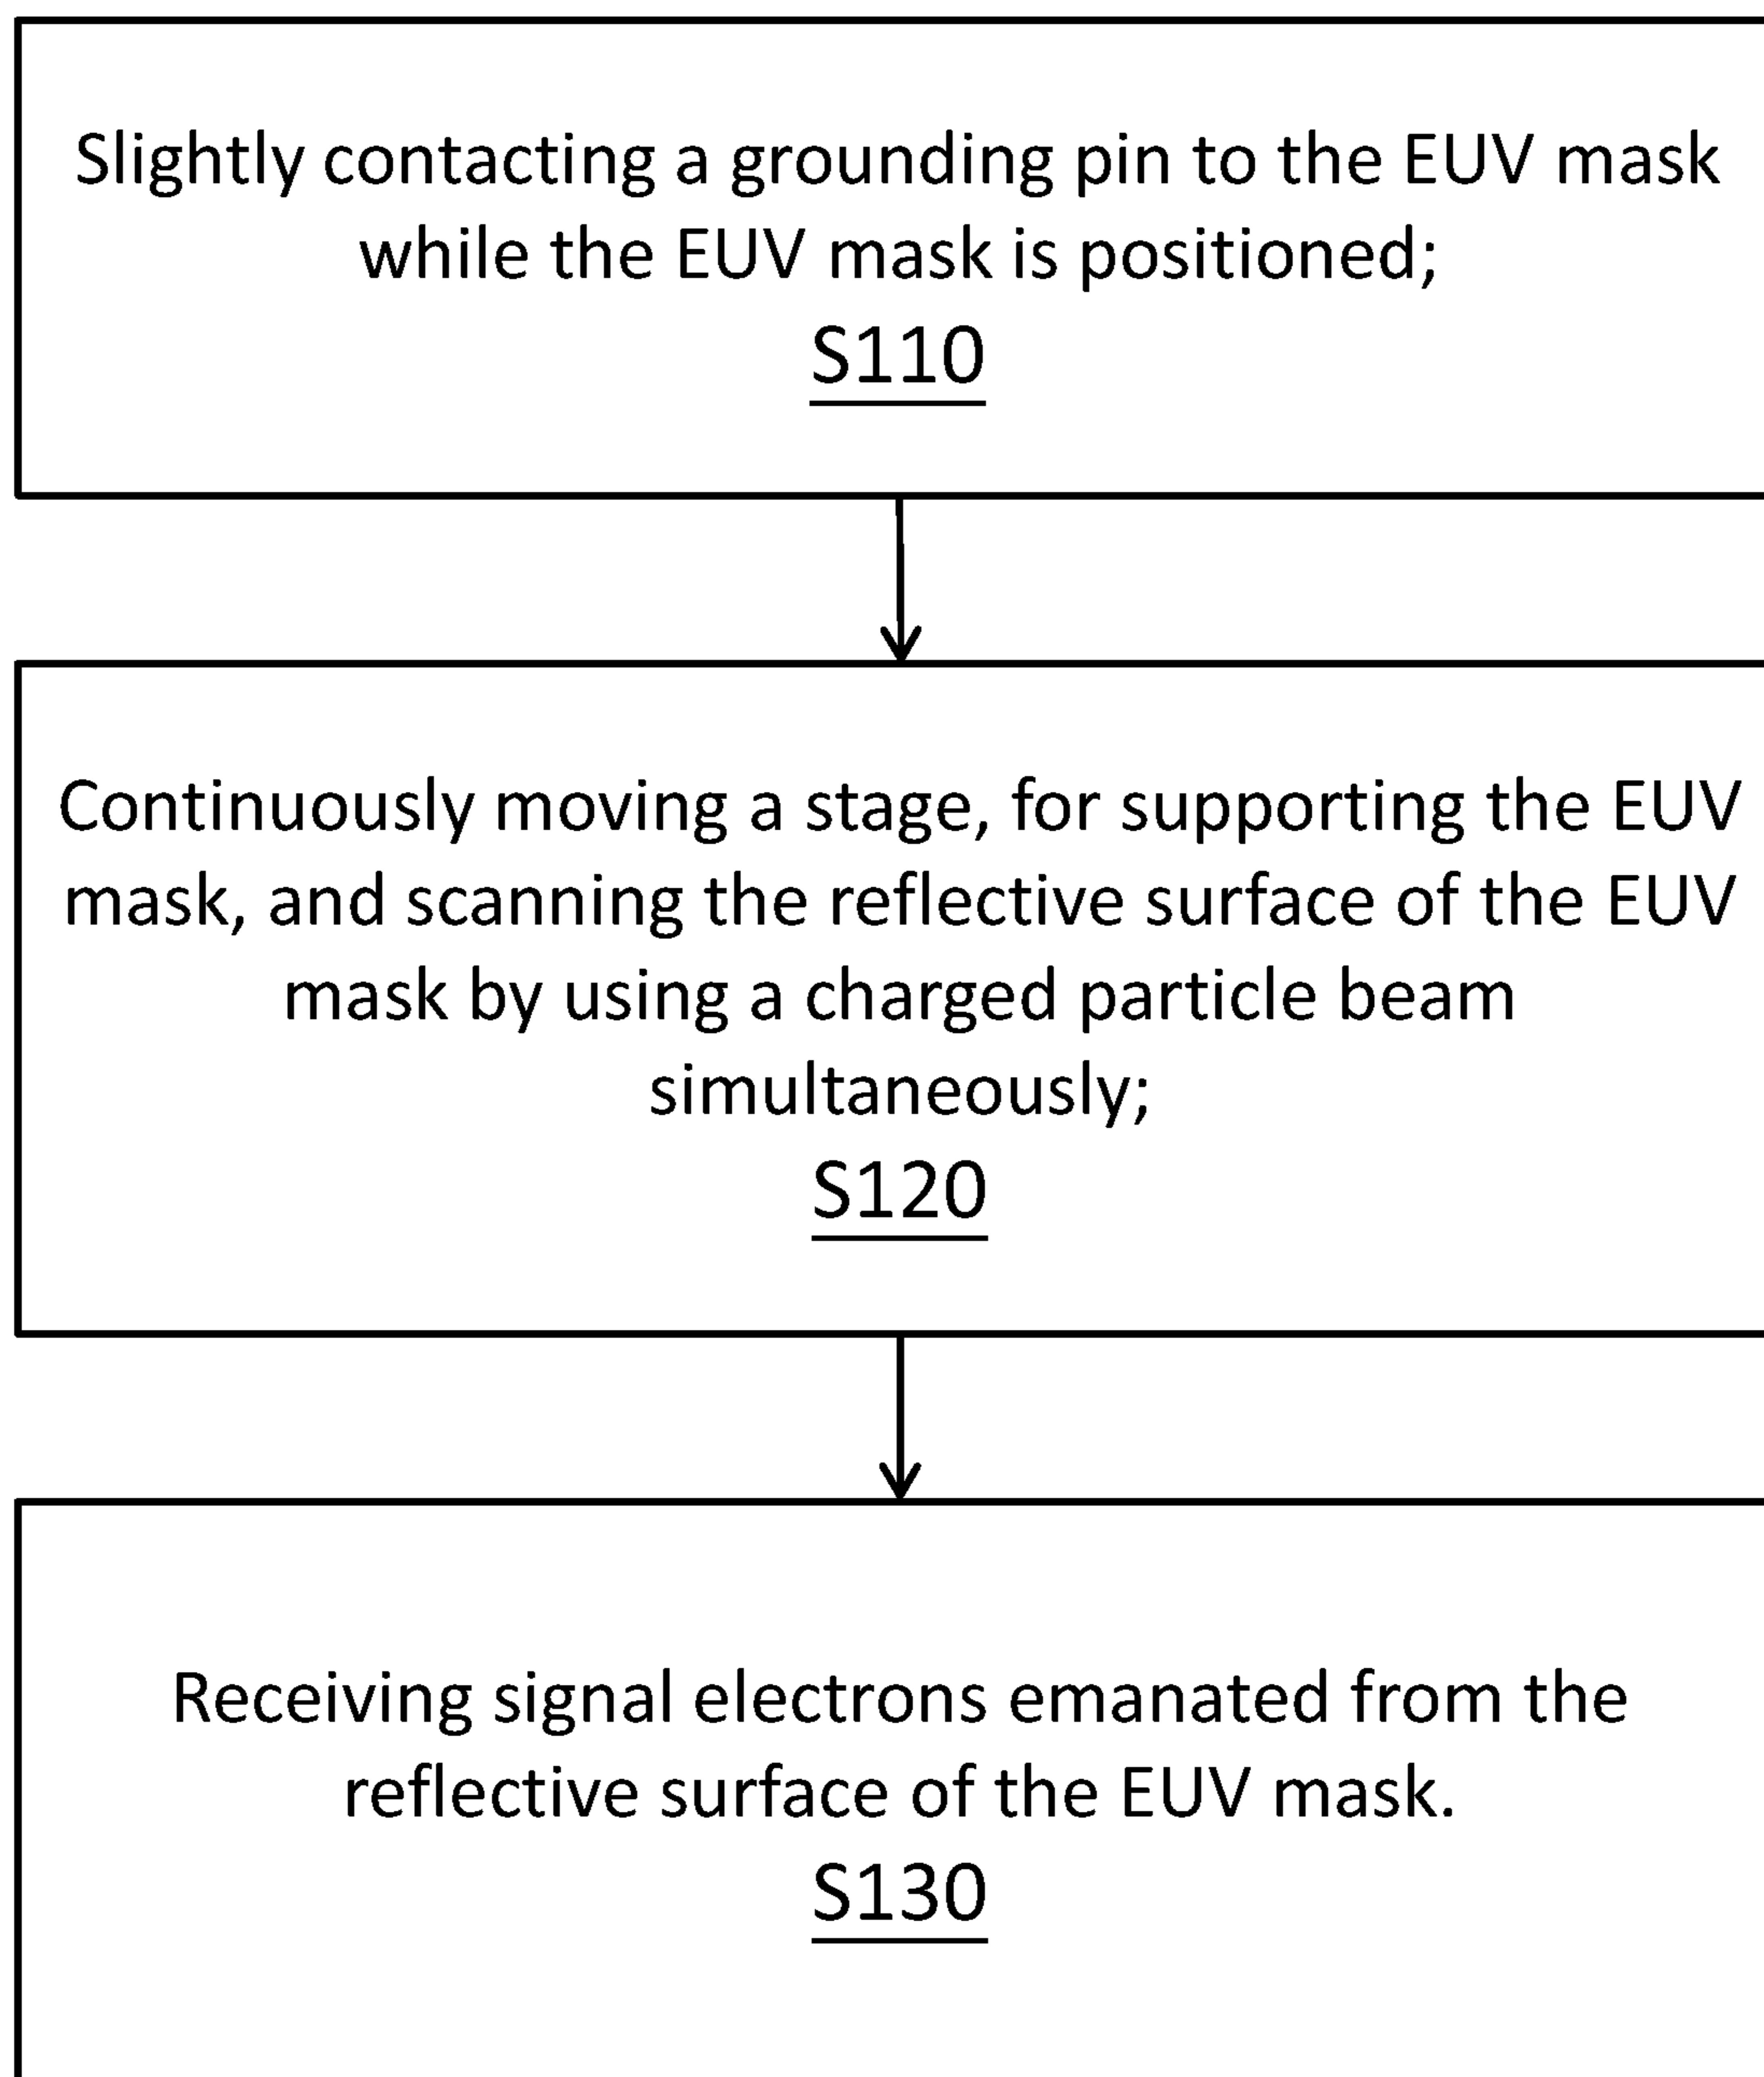 Slightly contacting a grounding pin to the EUV mask
while the EUV mask is positioned;
S110
Continuously moving a stage, for supporting the EUV
mask, and scanning the reflective surface of the EUV
mask by using a charged particle beam
simultaneously;
S120
Receiving signal electrons emanated from the
reflective surface of the EUV mask.
S130